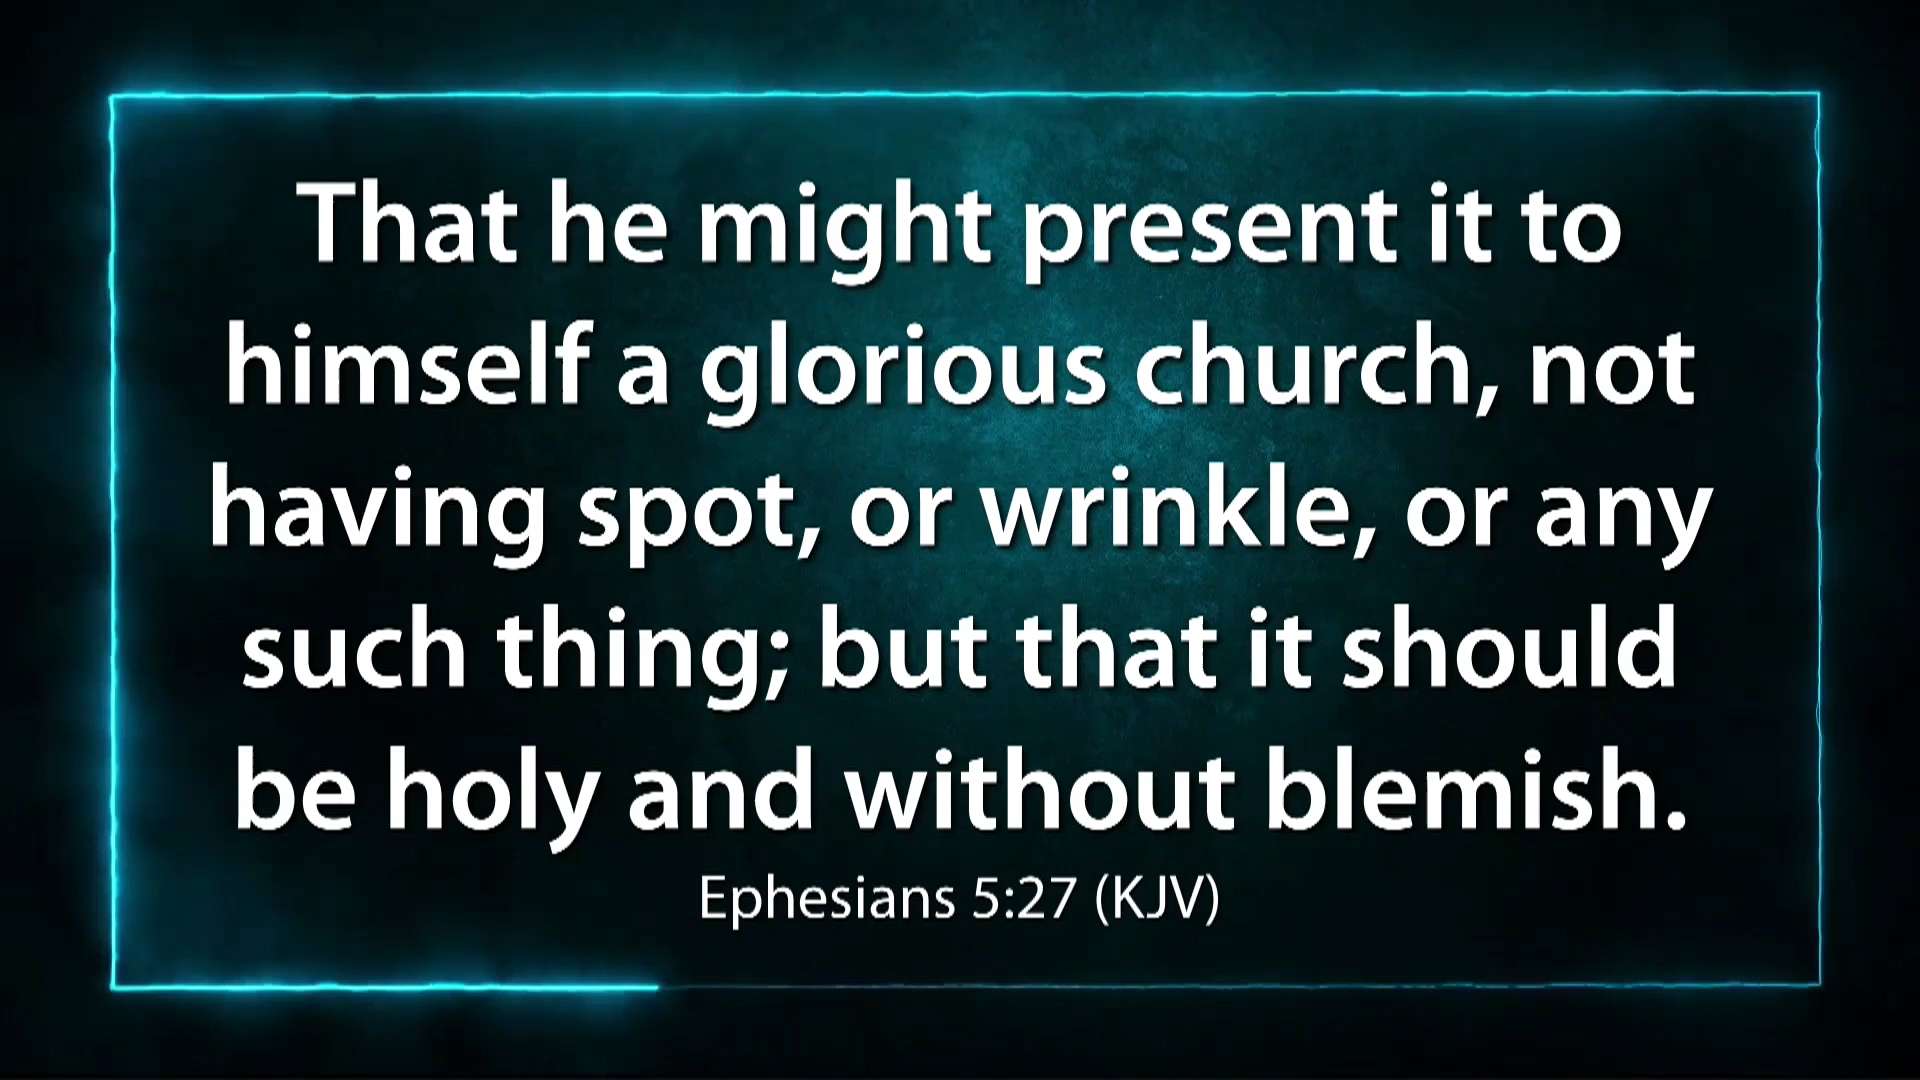 That he might present it to
himself a glorious church, not
having spot, or wrinkle, or any
such thing; but that it should
be holy and without blemish.
Ephesians 5:27 (KJV)